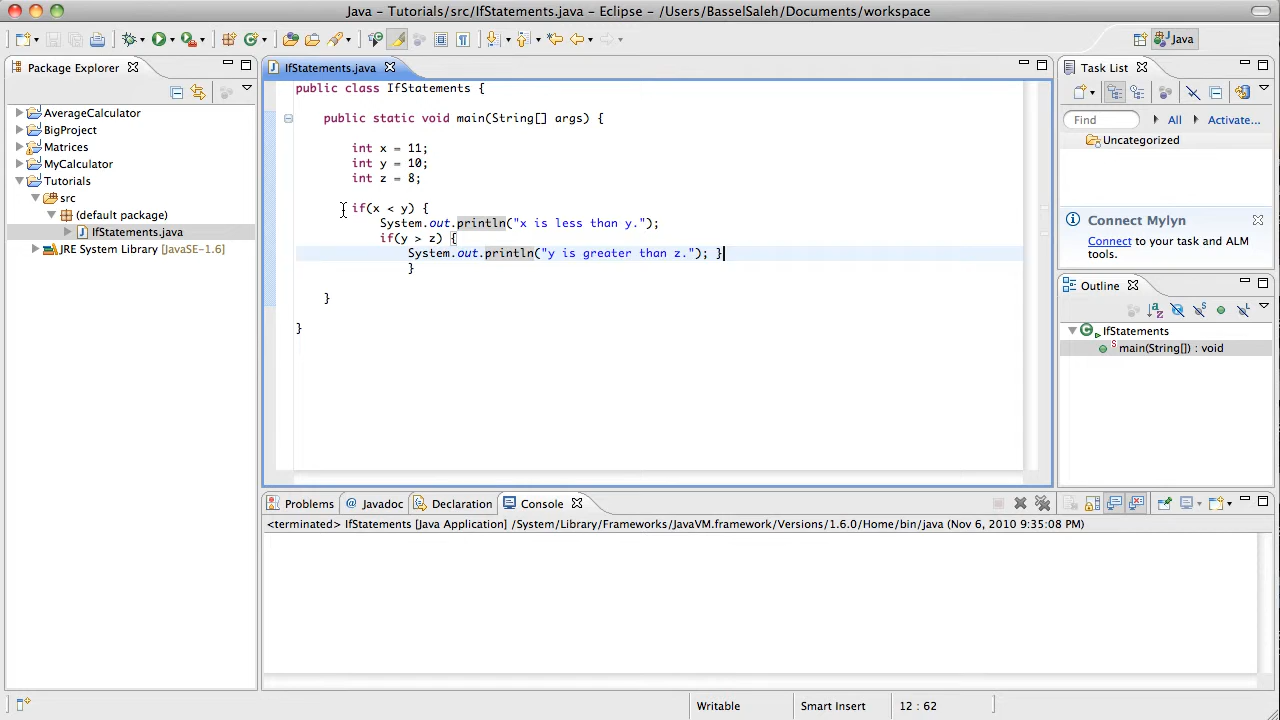 Java – Tutorials/src/IfStatements.java – Eclipse – /Users/BasselSaleh/Documents/workspace
Java
Package Explorer
AverageCalculator
BigProject
Matrices
MyCalculator
Tutorials
src
(default package)
IfStatements.java
JRE System Library [JavaSE-1.6]
IfStatements.java
public class IfStatements {
public static void main(String[] args) {
int x = 11;
int y = 10;
int z = 8;
if(x < y) {
System.out.println("x is less than y.");
if(y > z) {
System.out.println("y is greater than z."); }
}
}
}
Task List
Find
All
Activate...
Uncategorized
Connect Mylyn
Connect to your task and ALM
tools.
Outline
IfStatements
main(String[]) : void
Problems
@ Javadoc
Declaration
Console
<terminated> IfStatements [Java Application] /System/Library/Frameworks/JavaVM.framework/Versions/1.6.0/Home/bin/java (Nov 6, 2010 9:35:08 PM)
Writable
Smart Insert
12 : 62